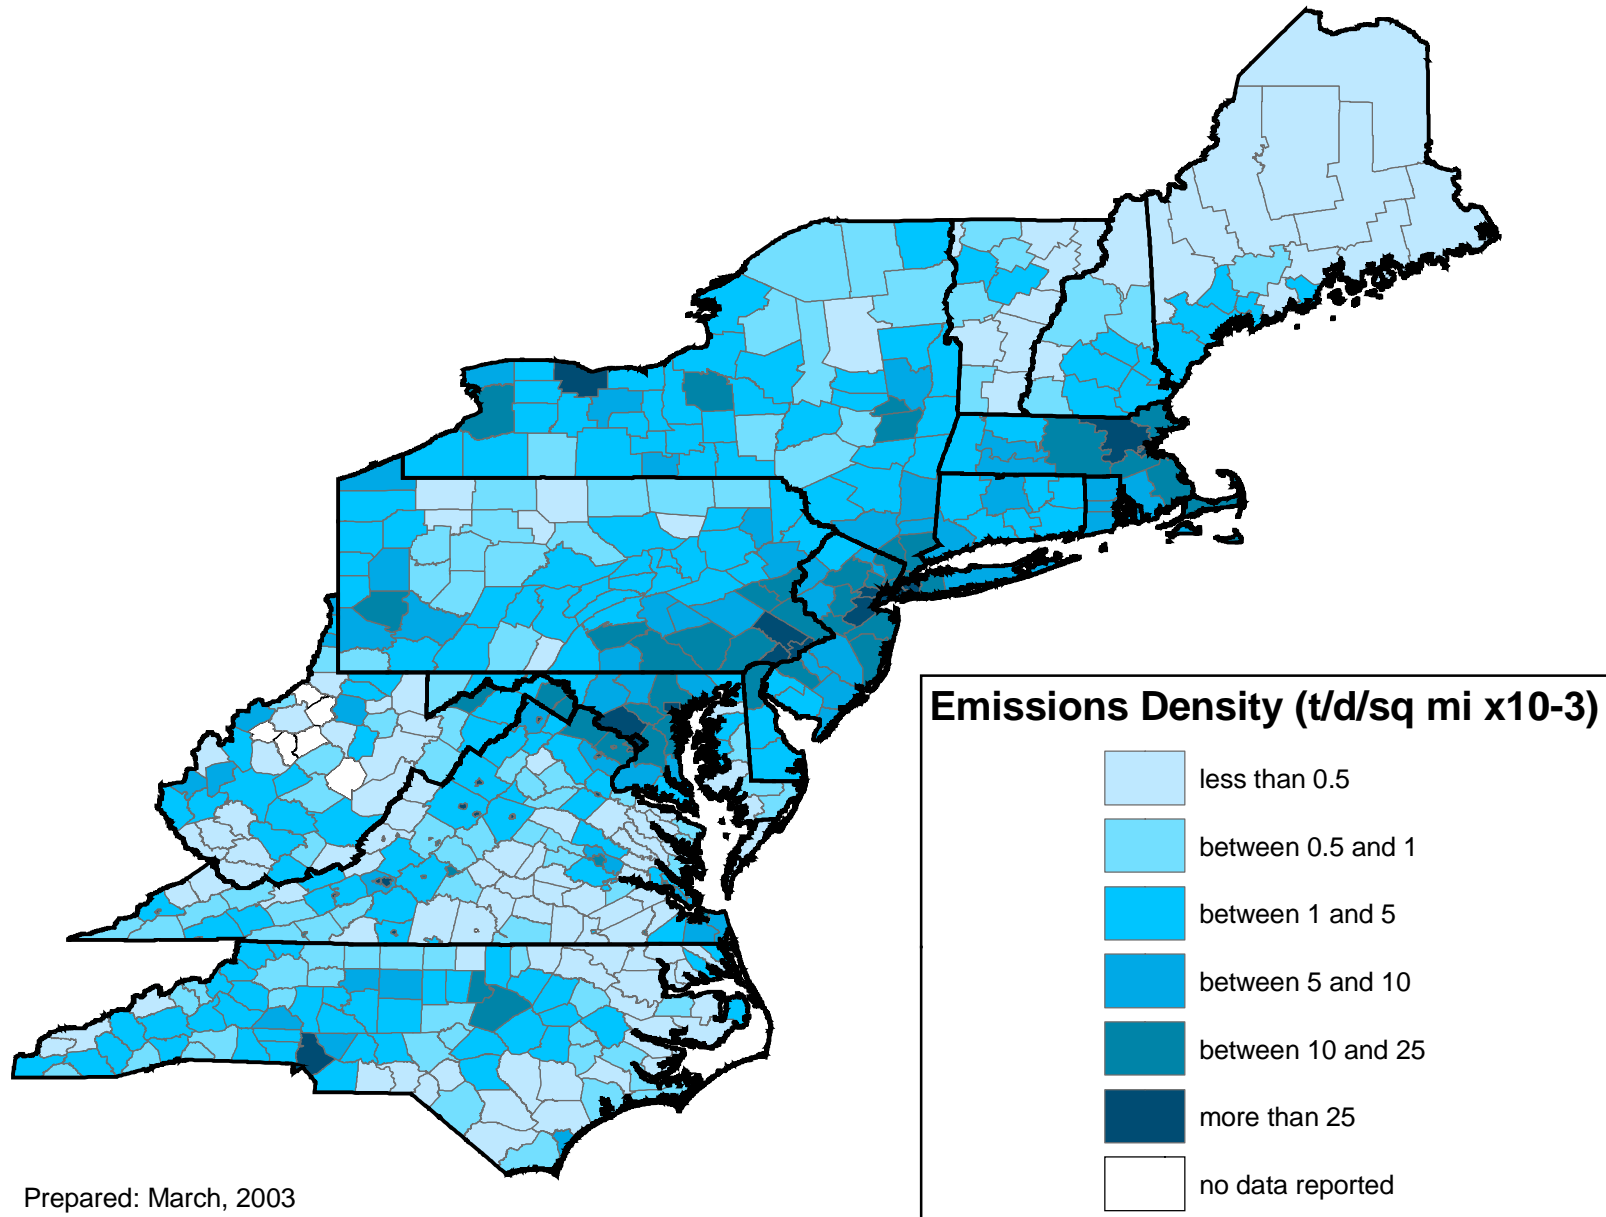 Emissions Density (t/d/sq mi x10-3)
less than 0.5
between 0.5 and 1
between 1 and 5
between 5 and 10
between 10 and 25
more than 25
no data reported
Prepared: March, 2003